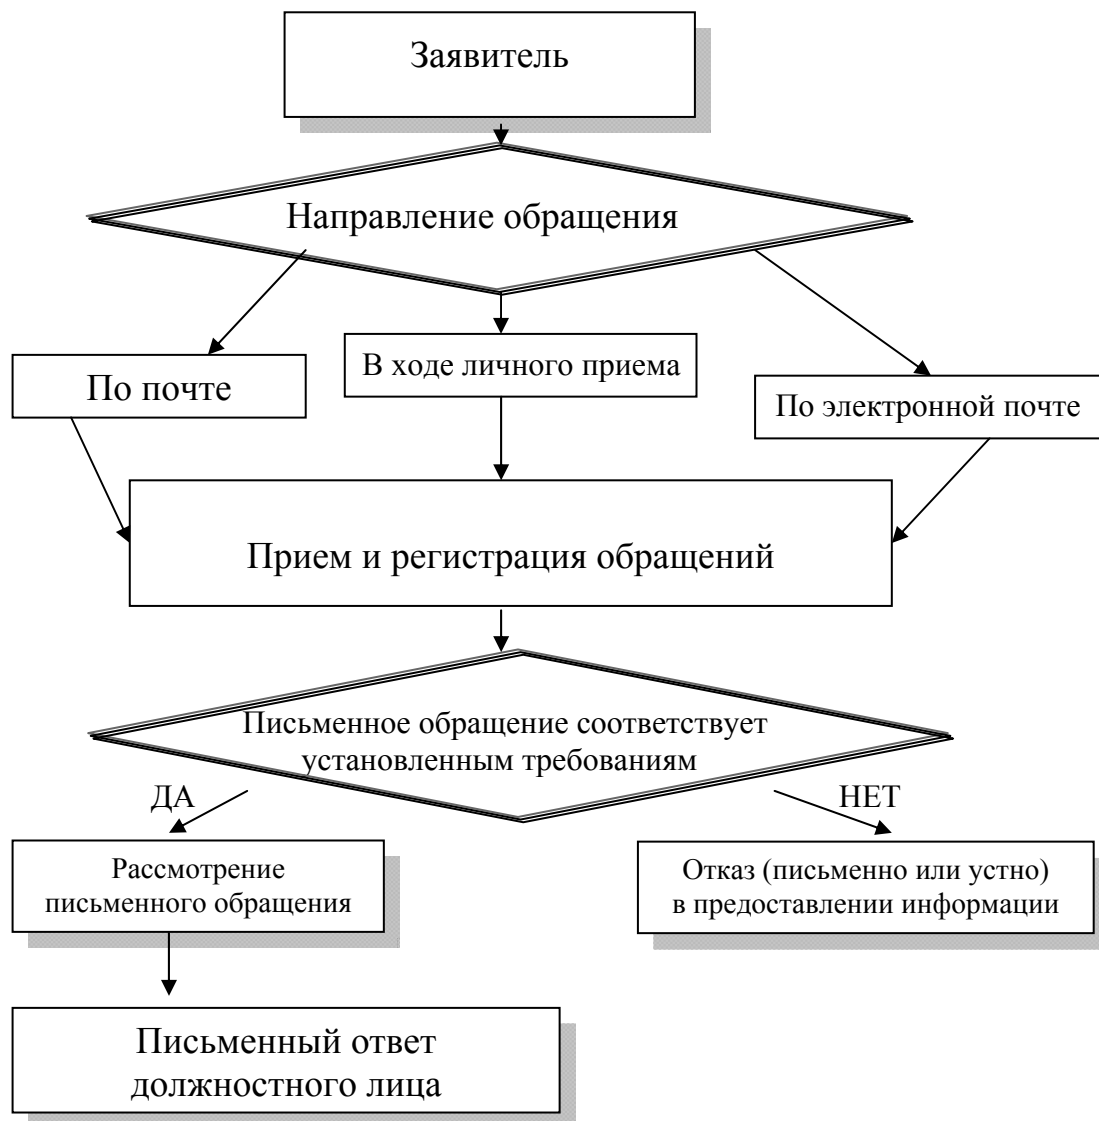 Заявитель
Направление обращения
По почте
В ходе личного приема
По электронной почте
Прием и регистрация обращений
Письменное обращение соответствует
установленным требованиям
ДА
НЕТ
Рассмотрение
письменного обращения
Отказ (письменно или устно)
в предоставлении информации
Письменный ответ
должностного лица